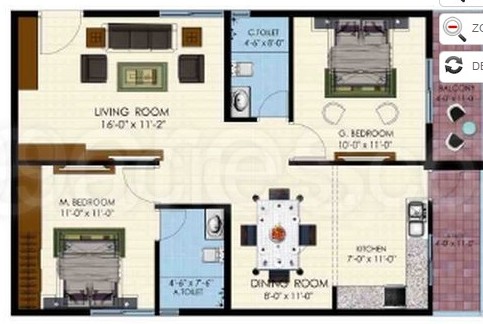 ZO
DE
C.TOILET
4'-6" x 8'-0"
LIVING ROOM
16'-0" x 11'-2"
G. BEDROOM
10'-0" x 11'-0"
BALCONY
4'-0" x 11'-0"
M. BEDROOM
11'-0" x 11'-0"
4'-6" x 7'-6"
A.TOILET
DINING ROOM
8'-0" x 11'-0"
KITCHEN
7'-0" x 11'-0"
4'-0" x 11'-0"